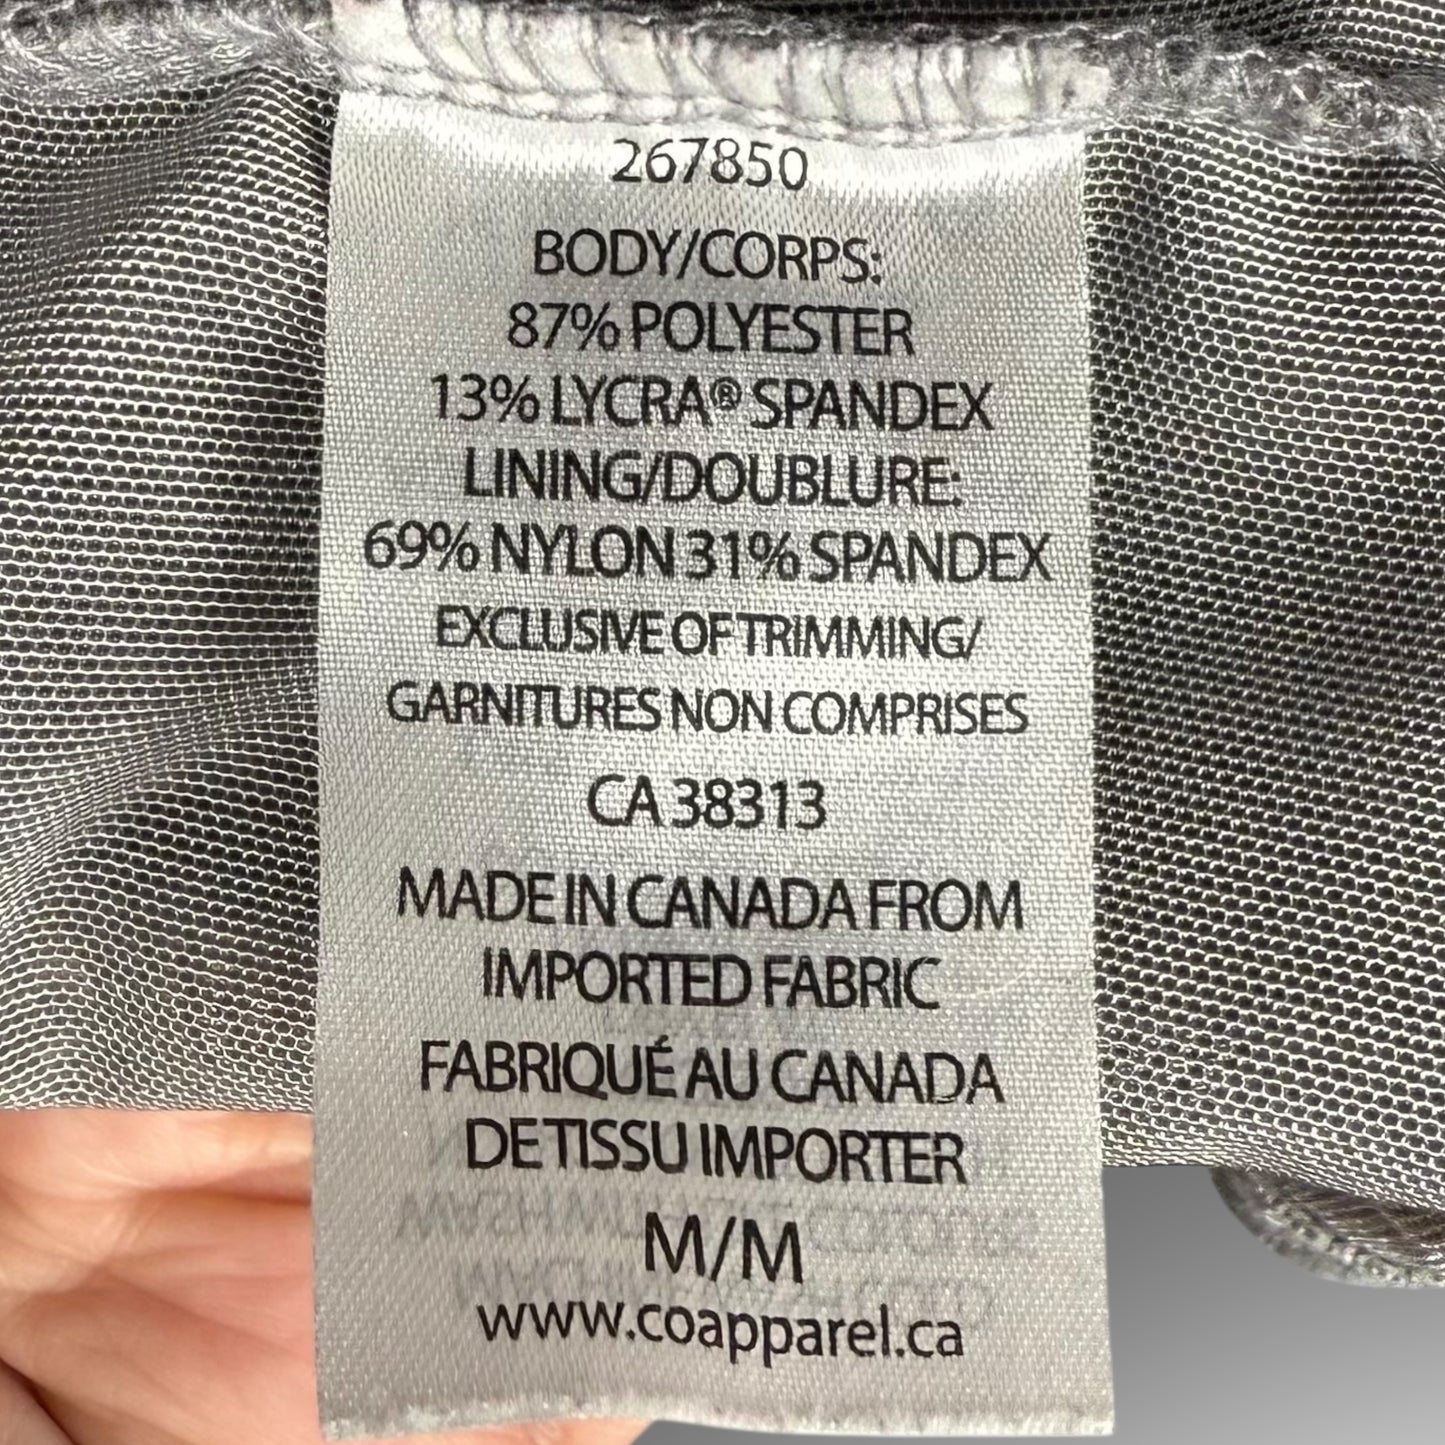 267850
BODY/CORPS:
87% POLYESTER
13% LYCRA® SPANDEX
LINING/DOUBLURE:
69% NYLON 31% SPANDEX
EXCLUSIVE OF TRIMMING/
GARNITURES NON COMPRISES
CA 38313
MADE IN CANADA FROM
IMPORTED FABRIC
FABRIQUÉ AU CANADA
DE TISSU IMPORTER
M/M
www.coapparel.ca